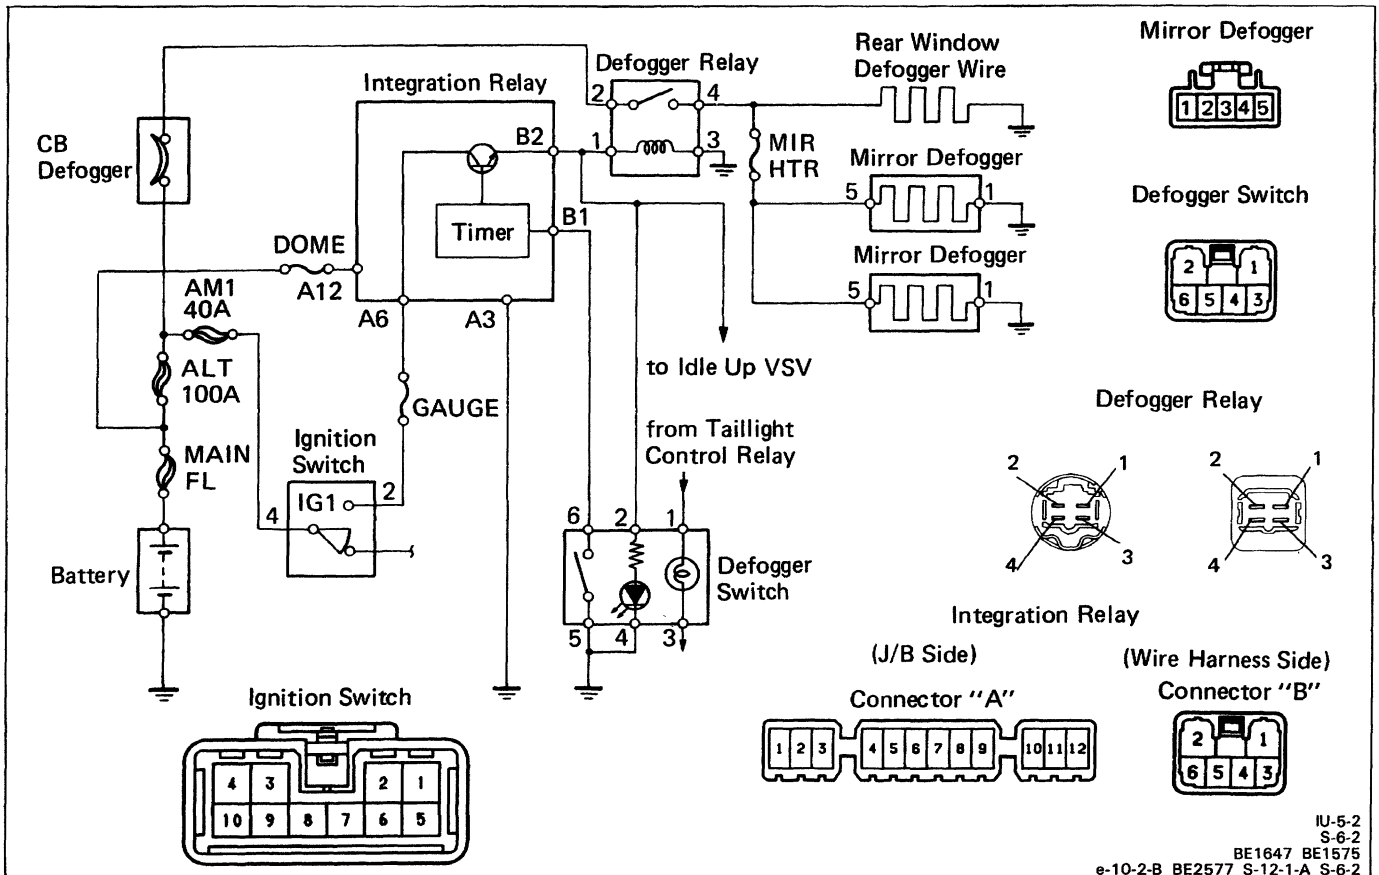 Mirror Defogger
1 2 3 4 5
Rear Window
Defogger Wire
Defogger Relay
2
4
1
3
Integration Relay
B2
B1
Timer
CB
Defogger
MIR
HTR
Mirror Defogger
5
1
Mirror Defogger
5
1
Defogger Switch
2 1
6 5 4 3
DOME
A12
A6
A3
AM1
40A
ALT
100A
GAUGE
MAIN
FL
to Idle Up VSV
from Taillight
Control Relay
Ignition
Switch
IG1
2
4
Battery
6
2
1
5
4
3
Defogger
Switch
Defogger Relay
2
1
4
3
2
1
4
3
Integration Relay
(J/B Side)
Connector "A"
1 2 3 4 5 6 7 8 9 10 11 12
(Wire Harness Side)
Connector "B"
2 1
6 5 4 3
Ignition Switch
4 3 2 1
10 9 8 7 6 5
IU-5-2
S-6-2
BE1647 BE1575
e-10-2-B BE2577 S-12-1-A S-6-2